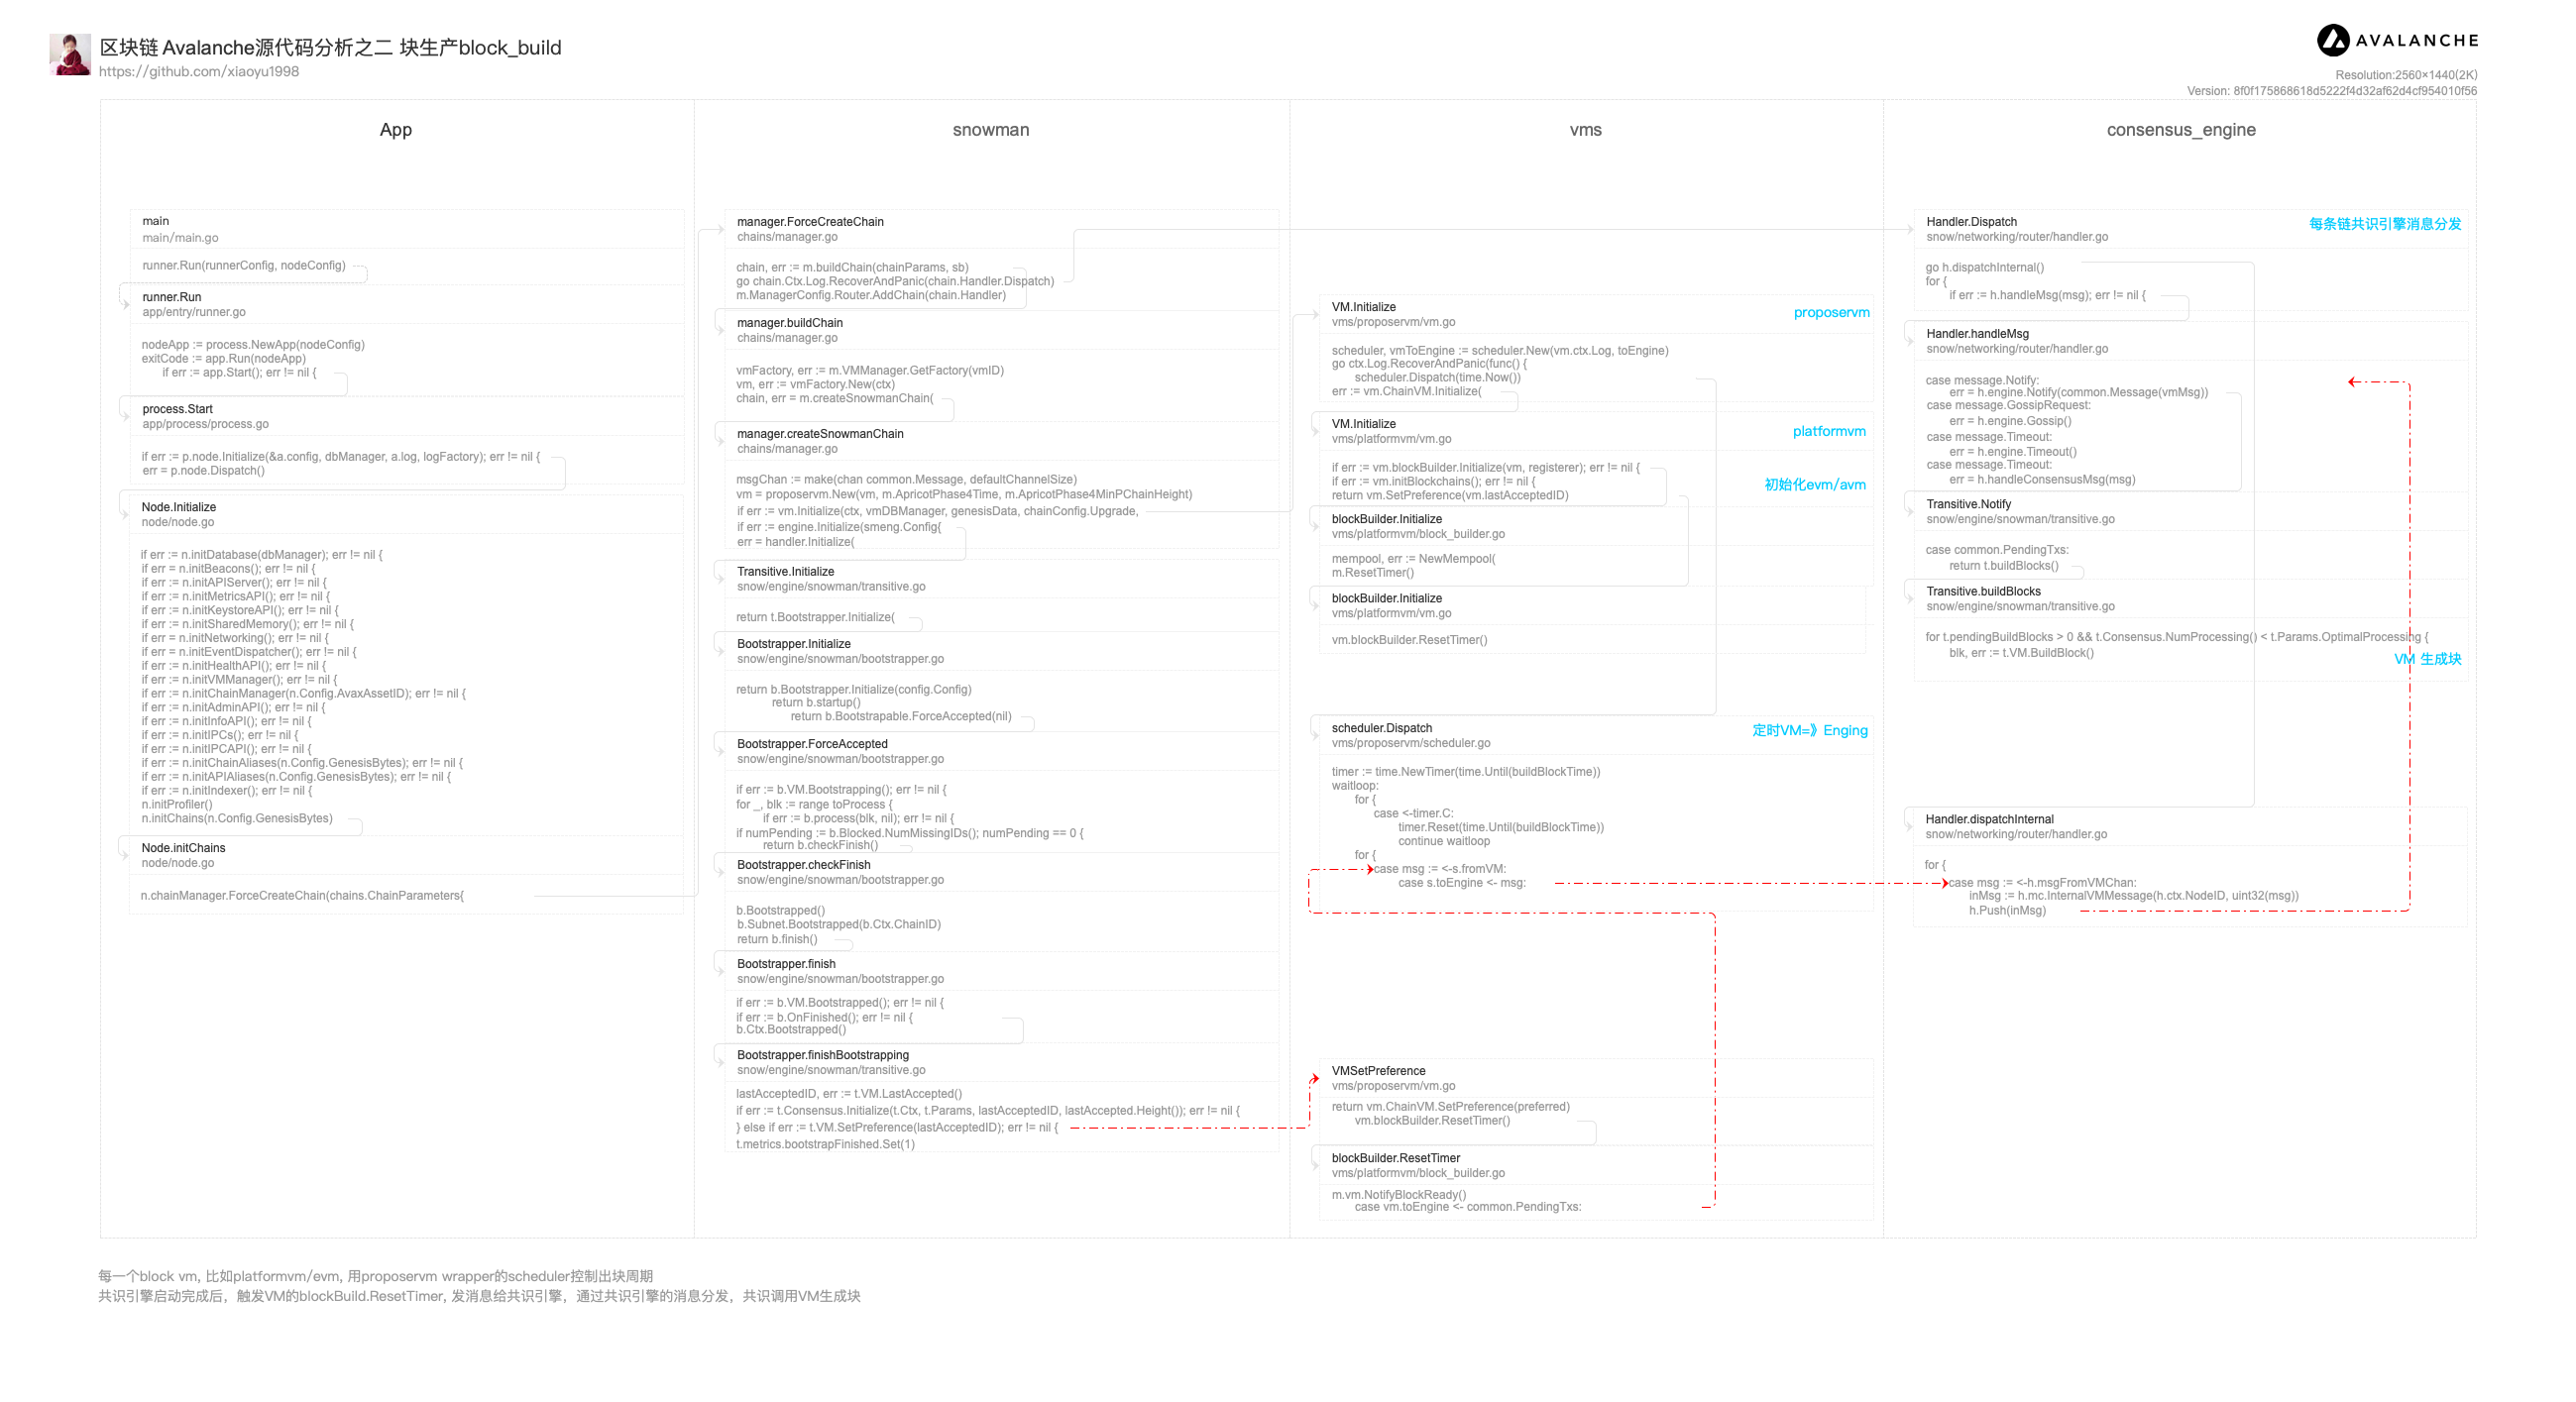 区块链 Avalanche源代码分析之二 块生产block_build
https://github.com/xiaoyu1998
AVALANCHE
Resolution:2560×1440(2K)
Version: 8f0f175868618d5222f4d32af62d4cf954010f56
App
main
main/main.go
runner.Run(runnerConfig, nodeConfig)
runner.Run
app/entry/runner.go
nodeApp := process.NewApp(nodeConfig)
exitCode := app.Run(nodeApp)
if err := app.Start(); err != nil {
process.Start
app/process/process.go
if err := p.node.Initialize(&a.config, dbManager, a.log, logFactory); err != nil {
err = p.node.Dispatch()
Node.Initialize
node/node.go
if err := n.initDatabase(dbManager); err != nil {
if err = n.initBeacons(); err != nil {
if err := n.initAPIServer(); err != nil {
if err := n.initMetricsAPI(); err != nil {
if err := n.initKeystoreAPI(); err != nil {
if err := n.initSharedMemory(); err != nil {
if err = n.initNetworking(); err != nil {
if err = n.initEventDispatcher(); err != nil {
if err := n.initHealthAPI(); err != nil {
if err := n.initVMManager(); err != nil {
if err := n.initChainManager(n.Config.AvaxAssetID); err != nil {
if err := n.initAdminAPI(); err != nil {
if err := n.initInfoAPI(); err != nil {
if err := n.initIPCs(); err != nil {
if err := n.initIPCAPI(); err != nil {
if err := n.initChainAliases(n.Config.GenesisBytes); err != nil {
if err := n.initAPIAliases(n.Config.GenesisBytes); err != nil {
if err := n.initIndexer(); err != nil {
n.initProfiler()
n.initChains(n.Config.GenesisBytes)
Node.initChains
node/node.go
n.chainManager.ForceCreateChain(chains.ChainParameters{
snowman
manager.ForceCreateChain
chains/manager.go
chain, err := m.buildChain(chainParams, sb)
go chain.Ctx.Log.RecoverAndPanic(chain.Handler.Dispatch)
m.ManagerConfig.Router.AddChain(chain.Handler)
manager.buildChain
chains/manager.go
vmFactory, err := m.VMManager.GetFactory(vmID)
vm, err := vmFactory.New(ctx)
chain, err = m.createSnowmanChain(
manager.createSnowmanChain
chains/manager.go
msgChan := make(chan common.Message, defaultChannelSize)
vm = proposervm.New(vm, m.ApricotPhase4Time, m.ApricotPhase4MinPChainHeight)
if err := vm.Initialize(ctx, vmDBManager, genesisData, chainConfig.Upgrade,
if err := engine.Initialize(smeng.Config{
err = handler.Initialize(
Transitive.Initialize
snow/engine/snowman/transitive.go
return t.Bootstrapper.Initialize(
Bootstrapper.Initialize
snow/engine/snowman/bootstrapper.go
return b.Bootstrapper.Initialize(config.Config)
return b.startup()
return b.Bootstrapable.ForceAccepted(nil)
Bootstrapper.ForceAccepted
snow/engine/snowman/bootstrapper.go
if err := b.VM.Bootstrapping(); err != nil {
for _, blk := range toProcess {
if err := b.process(blk, nil); err != nil {
if numPending := b.Blocked.NumMissingIDs(); numPending == 0 {
return b.checkFinish()
Bootstrapper.checkFinish
snow/engine/snowman/bootstrapper.go
b.Bootstrapped()
b.Subnet.Bootstrapped(b.Ctx.ChainID)
return b.finish()
Bootstrapper.finish
snow/engine/snowman/bootstrapper.go
if err := b.VM.Bootstrapped(); err != nil {
if err := b.OnFinished(); err != nil {
b.Ctx.Bootstrapped()
Bootstrapper.finishBootstrapping
snow/engine/snowman/transitive.go
lastAcceptedID, err := t.VM.LastAccepted()
if err := t.Consensus.Initialize(t.Ctx, t.Params, lastAcceptedID, lastAccepted.Height()); err != nil {
} else if err := t.VM.SetPreference(lastAcceptedID); err != nil {
t.metrics.bootstrapFinished.Set(1)
vms
VM.Initialize
vms/proposervm/vm.go
proposervm
scheduler, vmToEngine := scheduler.New(vm.ctx.Log, toEngine)
go ctx.Log.RecoverAndPanic(func() {
scheduler.Dispatch(time.Now())
err := vm.ChainVM.Initialize(
VM.Initialize
vms/platformvm/vm.go
platformvm
if err := vm.blockBuilder.Initialize(vm, registerer); err != nil {
if err := vm.initBlockchains(); err != nil {
return vm.SetPreference(vm.lastAcceptedID)
初始化evm/avm
blockBuilder.Initialize
vms/platformvm/block_builder.go
mempool, err := NewMempool(
m.ResetTimer()
blockBuilder.Initialize
vms/platformvm/vm.go
vm.blockBuilder.ResetTimer()
scheduler.Dispatch
vms/proposervm/scheduler.go
定时VM=》Enging
timer := time.NewTimer(time.Until(buildBlockTime))
waitloop:
for {
case <-timer.C:
timer.Reset(time.Until(buildBlockTime))
continue waitloop
for {
case msg := <-s.fromVM:
case s.toEngine <- msg:
VMSetPreference
vms/proposervm/vm.go
return vm.ChainVM.SetPreference(preferred)
vm.blockBuilder.ResetTimer()
blockBuilder.ResetTimer
vms/platformvm/block_builder.go
m.vm.NotifyBlockReady()
case vm.toEngine <- common.PendingTxs:
consensus_engine
Handler.Dispatch
snow/networking/router/handler.go
每条链共识引擎消息分发
go h.dispatchInternal()
for {
if err := h.handleMsg(msg); err != nil {
Handler.handleMsg
snow/networking/router/handler.go
case message.Notify:
err = h.engine.Notify(common.Message(vmMsg))
case message.GossipRequest:
err = h.engine.Gossip()
case message.Timeout:
err = h.engine.Timeout()
case message.Timeout:
err = h.handleConsensusMsg(msg)
Transitive.Notify
snow/engine/snowman/transitive.go
case common.PendingTxs:
return t.buildBlocks()
Transitive.buildBlocks
snow/engine/snowman/transitive.go
for t.pendingBuildBlocks > 0 && t.Consensus.NumProcessing() < t.Params.OptimalProcessing {
blk, err := t.VM.BuildBlock()
VM 生成块
Handler.dispatchInternal
snow/networking/router/handler.go
for {
case msg := <-h.msgFromVMChan:
inMsg := h.mc.InternalVMMessage(h.ctx.NodeID, uint32(msg))
h.Push(inMsg)
每一个block vm, 比如platformvm/evm, 用proposervm wrapper的scheduler控制出块周期
共识引擎启动完成后，触发VM的blockBuild.ResetTimer, 发消息给共识引擎，通过共识引擎的消息分发，共识调用VM生成块